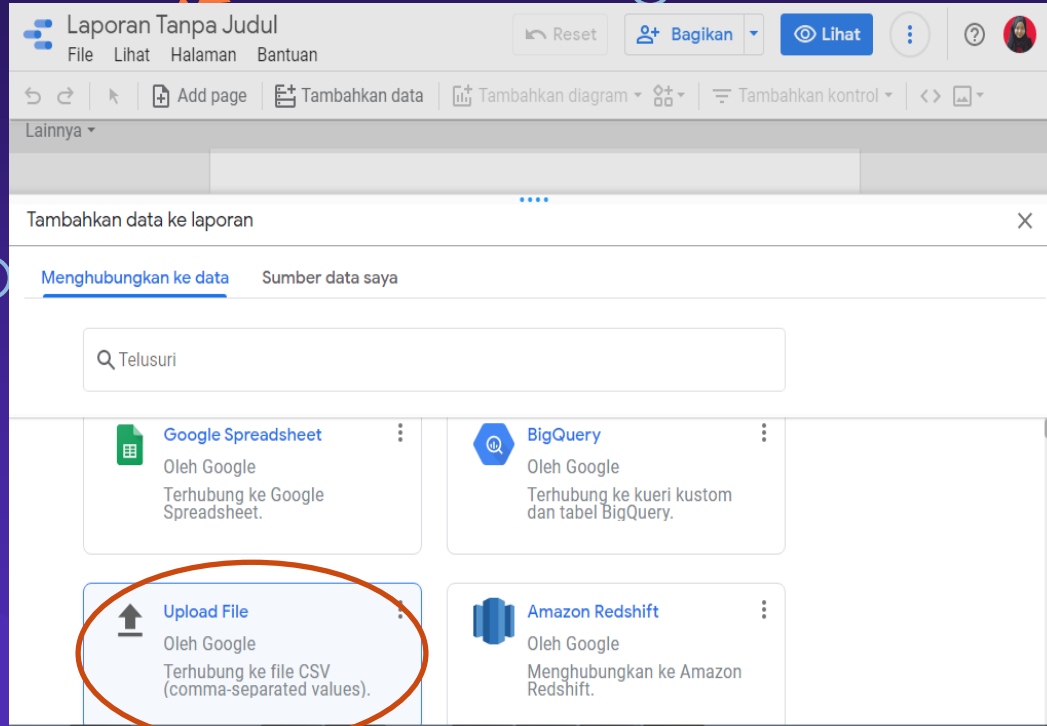 Laporan Tanpa Judul
Reset
Bagikan
Lihat
File Lihat Halaman Bantuan
Add page
Tambahkan data
Tambahkan diagram
Tambahkan kontrol
Lainnya
Tambahkan data ke laporan
Menghubungkan ke data
Sumber data saya
Telusuri
Google Spreadsheet
Oleh Google
Terhubung ke Google
Spreadsheet.
BigQuery
Oleh Google
Terhubung ke kueri kustom
dan tabel BigQuery.
Upload File
Oleh Google
Terhubung ke file CSV
(comma-separated values).
Amazon Redshift
Oleh Google
Menghubungkan ke Amazon
Redshift.